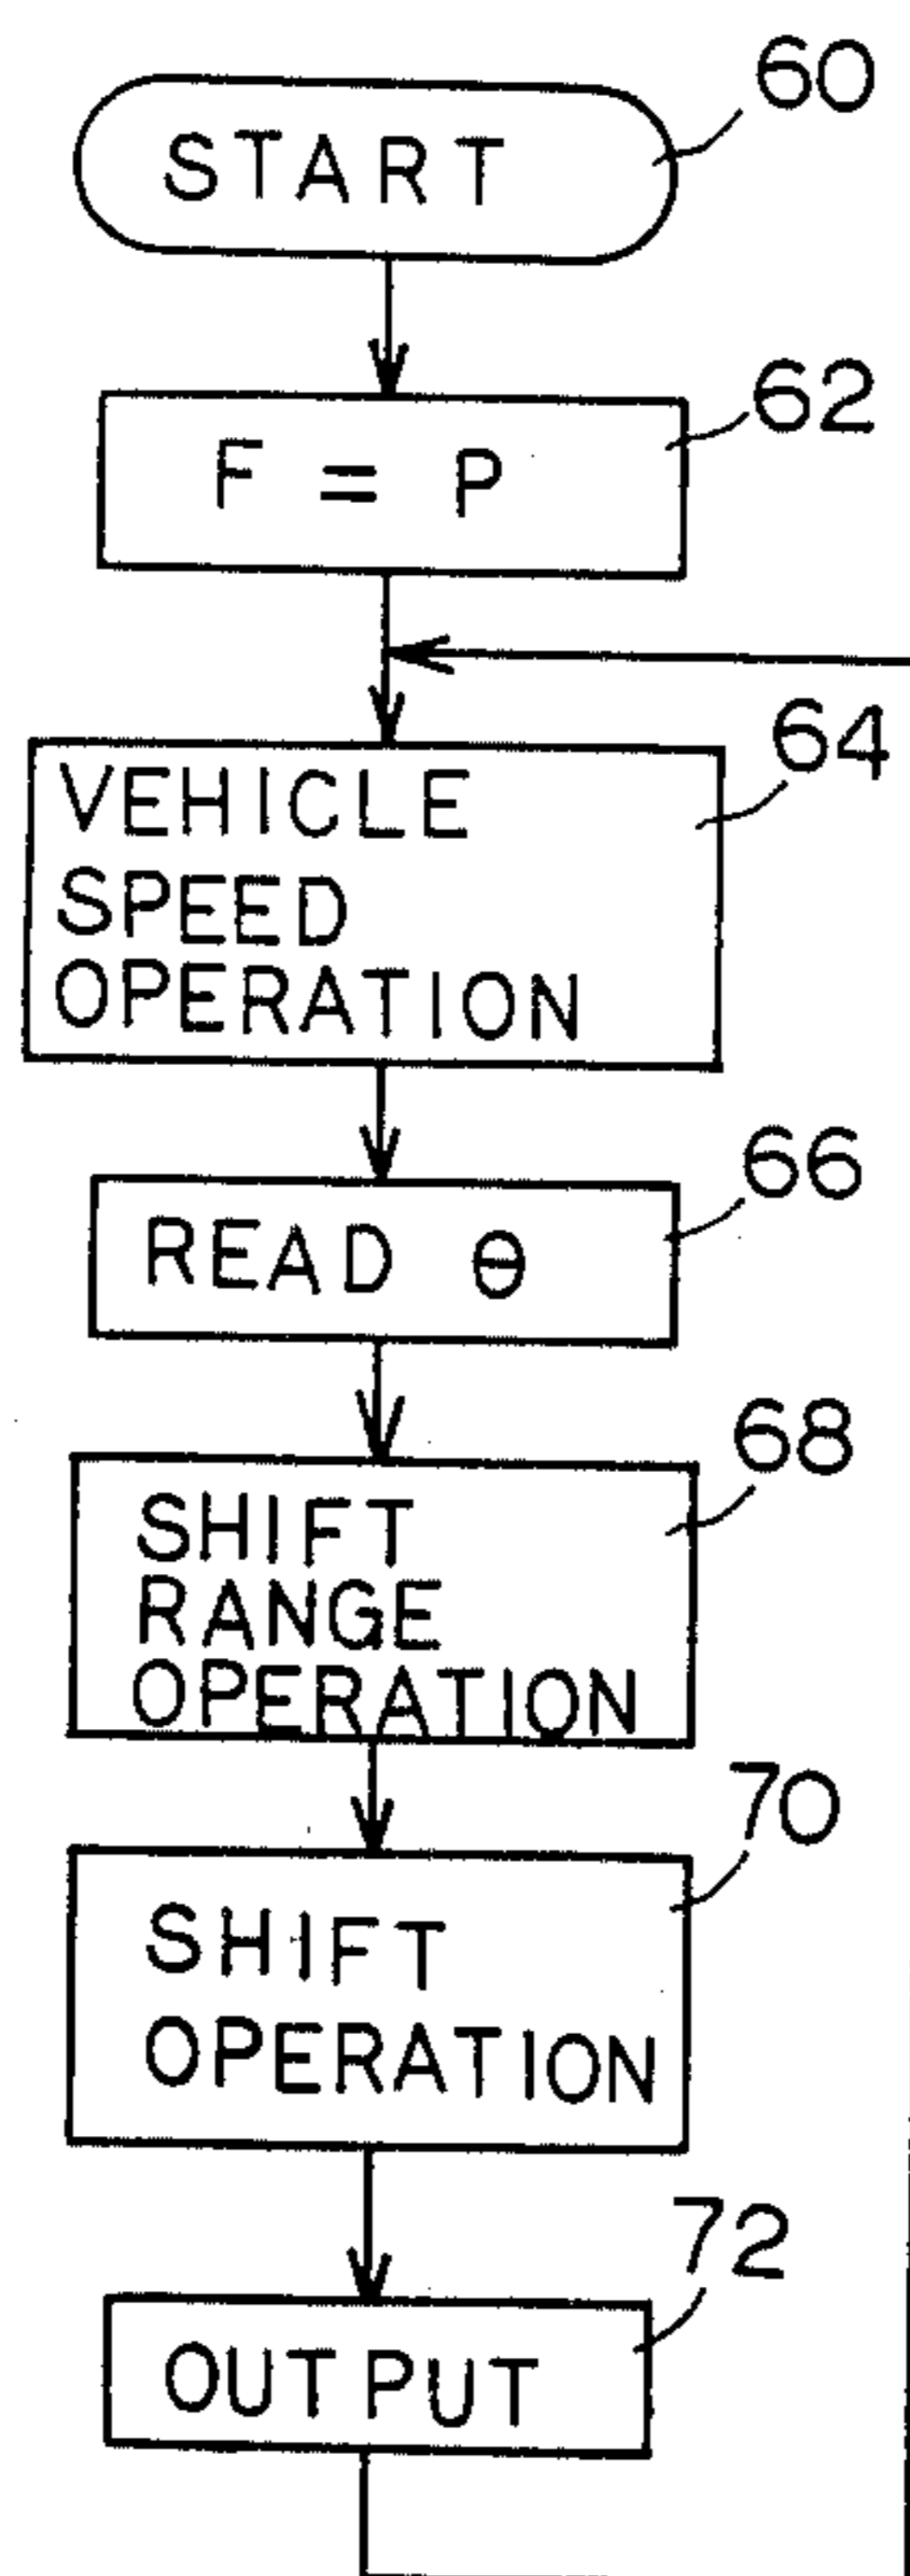 60
START
62
F = P
64
VEHICLE
SPEED
OPERATION
66
READ Θ
68
SHIFT
RANGE
OPERATION
70
SHIFT
OPERATION
72
OUTPUT